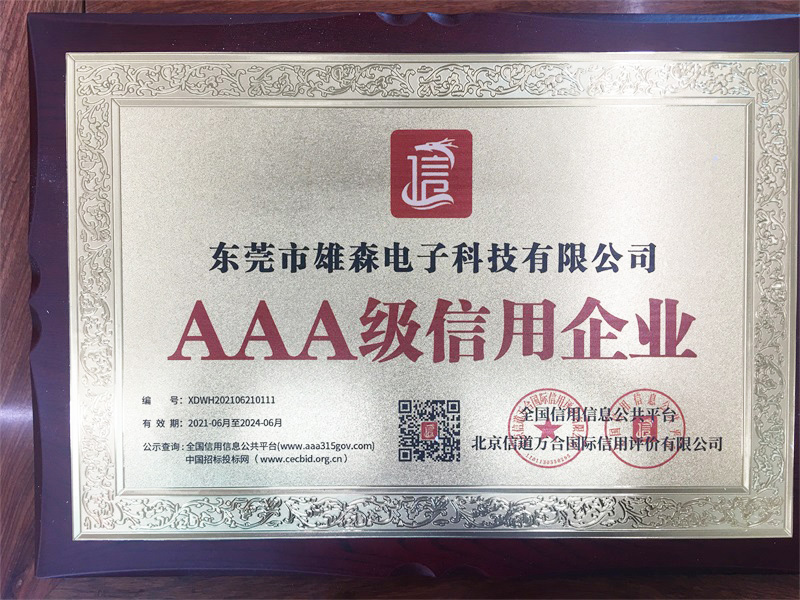 信
东莞市雄森电子科技有限公司
AAA级信用企业
编 号：XDWH202106210111
有 效 期：2021-06月至2024-06月
公示查询：全国信用信息公共平台(www.aaa315gov.com)
中国招标投标网（www.cecbid.org.cn）
全国信用信息公共平台
北京信道万合国际信用评价有限公司